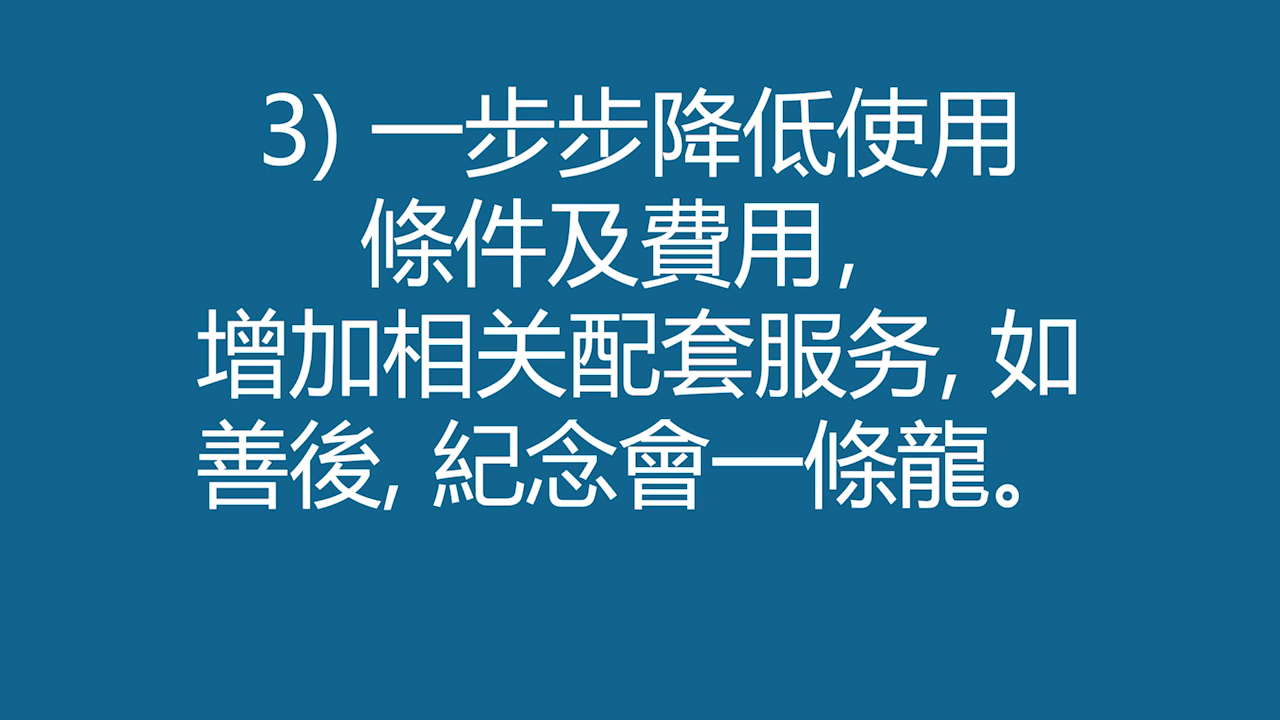 3) 一步步降低使用
條件及費用,
增加相关配套服务, 如
善後, 紀念會一條龍。